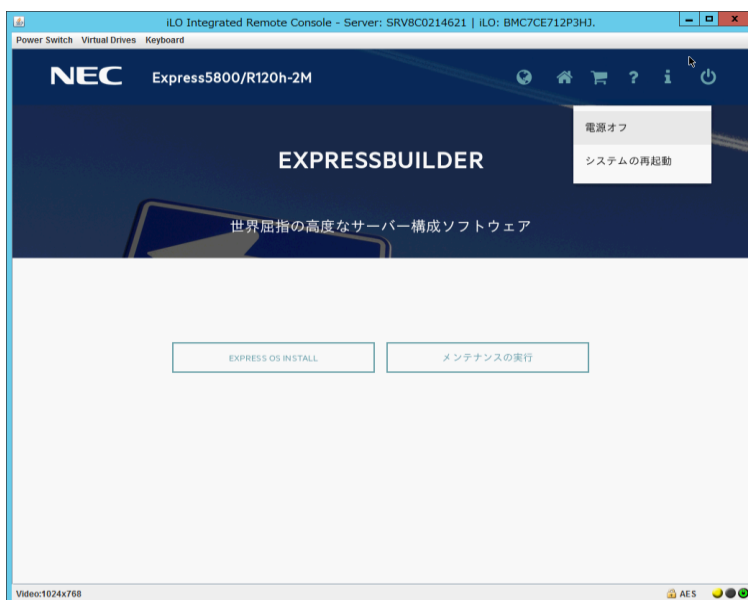 iLO Integrated Remote Console - Server: SRV8C0214621 | iLO: BMC7CE712P3HJ.
Power Switch Virtual Drives Keyboard
NEC Express5800/R120h-2M
電源オフ
システムの再起動
EXPRESSBUILDER
世界屈指の高度なサーバー構成ソフトウェア
EXPRESS OS INSTALL メンテナンスの実行
Video:1024x768 AES